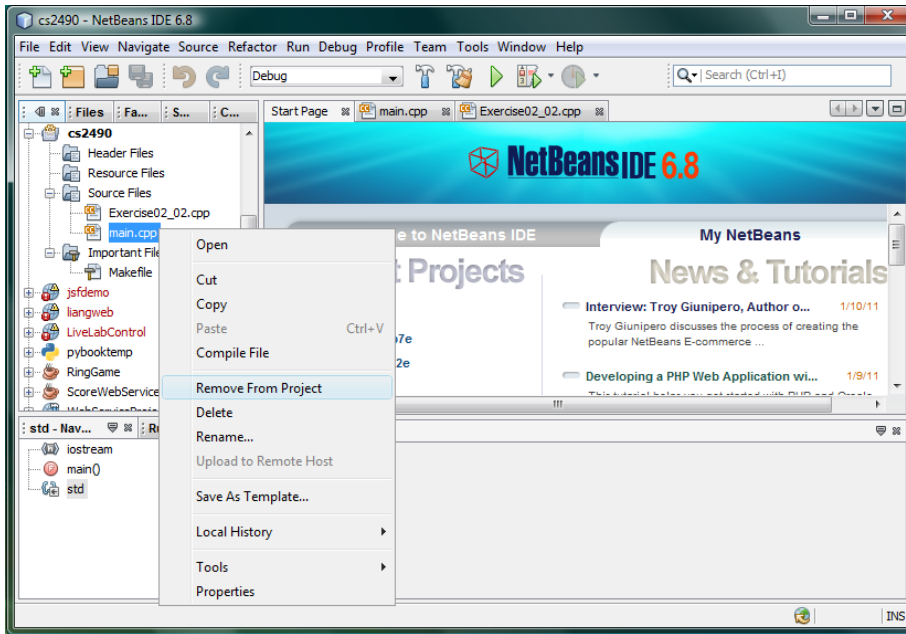 cs2490 - NetBeans IDE 6.8
File Edit View Navigate Source Refactor Run Debug Profile Team Tools Window Help
Debug
Search (Ctrl+I)
Files Fa... S... C...
Start Page main.cpp Exercise02_02.cpp
cs2490
Header Files
Resource Files
Source Files
Exercise02_02.cpp
main.cpp
Important File
Makefile
jsfdemo
liangweb
LiveLabControl
pybooktemp
RingGame
ScoreWebService
NetBeans IDE 6.8
e to NetBeans IDE
My NetBeans
Projects
News & Tutorials
7e
2e
Interview: Troy Giunipero, Author o... 1/10/11
Troy Giunipero discusses the process of creating the
popular NetBeans E-commerce ...
Developing a PHP Web Application wi... 1/9/11
Open
Cut
Copy
Paste Ctrl+V
Compile File
Remove From Project
Delete
Rename...
Upload to Remote Host
Save As Template...
Local History
Tools
Properties
std - Nav...
iostream
main()
std
INS